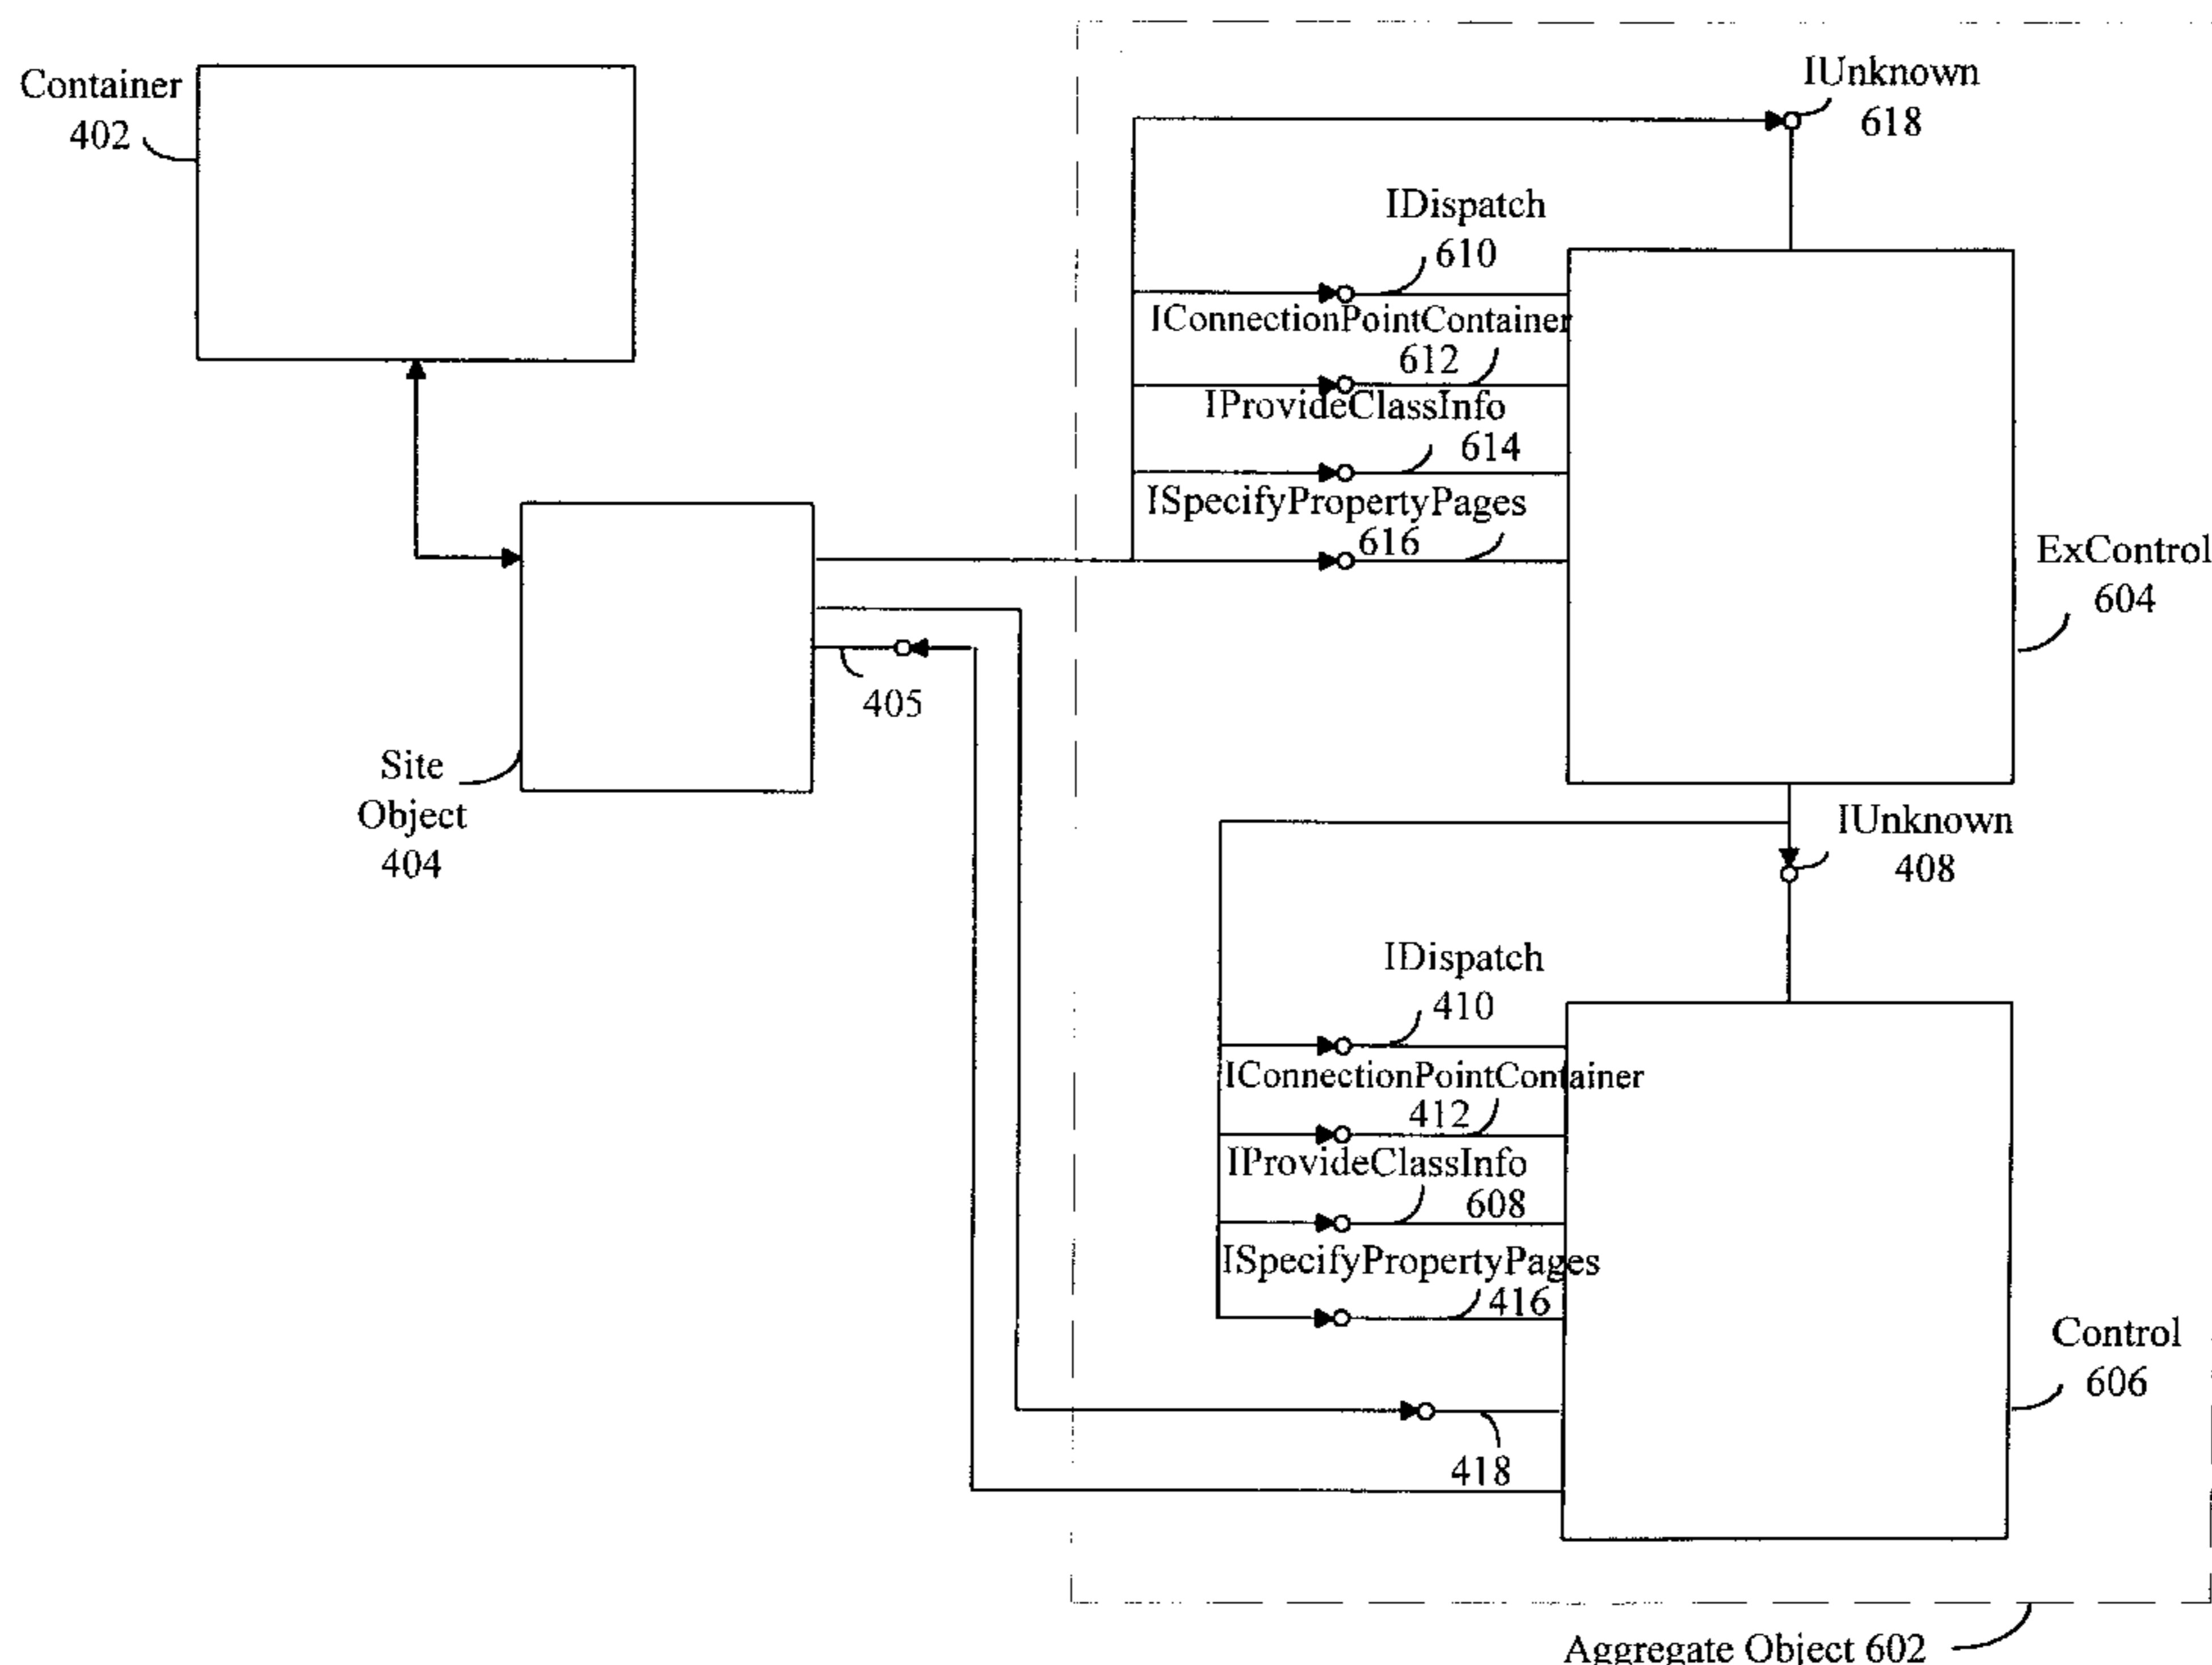 Container
402
IUnknown
618
IDispatch
610
IConnectionPointContainer
612
IProvideClassInfo
614
ISpecifyPropertyPages
616
ExControl
604
405
Site
Object
404
IUnknown
408
IDispatch
410
IConnectionPointContainer
412
IProvideClassInfo
608
ISpecifyPropertyPages
416
Control
606
418
Aggregate Object 602